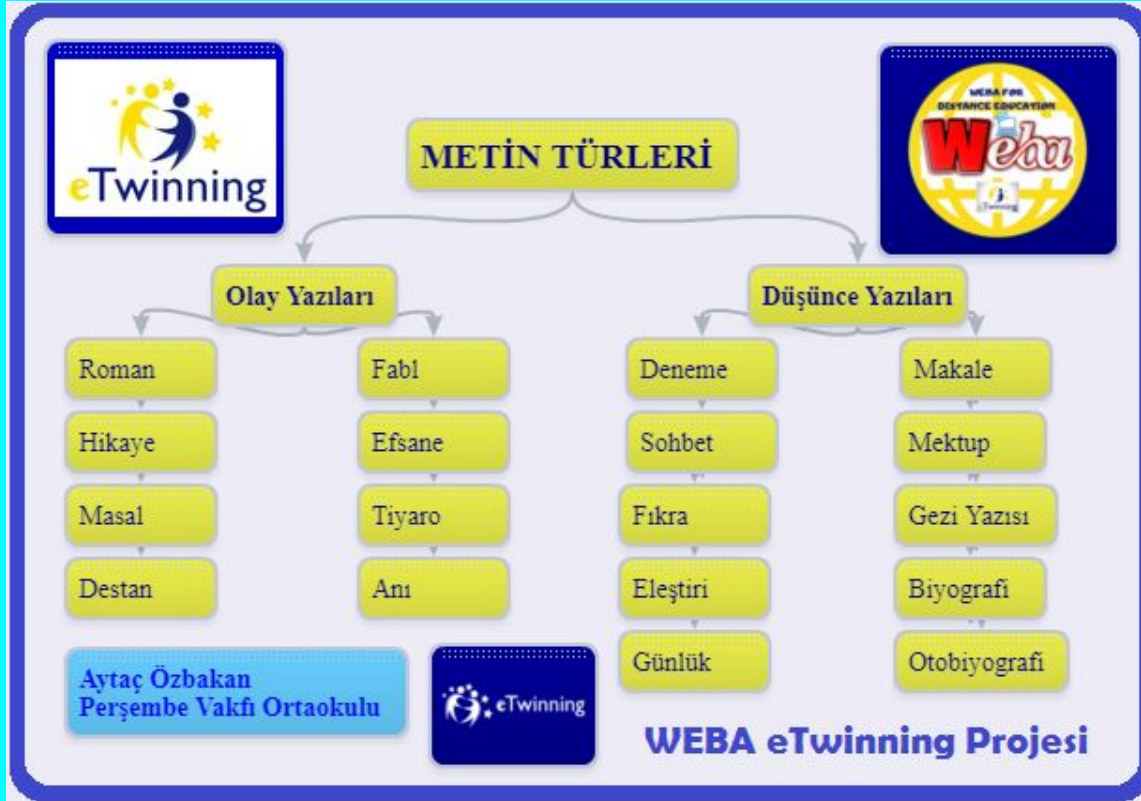 eTwinning
WEBA FOR
DISTANCE EDUCATION
Weba
eTwinning
METİN TÜRLERİ
Olay Yazıları
Düşünce Yazıları
Roman
Hikaye
Masal
Destan
Fabl
Efsane
Tiyaro
Anı
Deneme
Sohbet
Fıkra
Eleştiri
Günlük
Makale
Mektup
Gezi Yazısı
Biyografi
Otobiyografi
Aytaç Özbakan
Perşembe Vakfı Ortaokulu
eTwinning
WEBA eTwinning Projesi